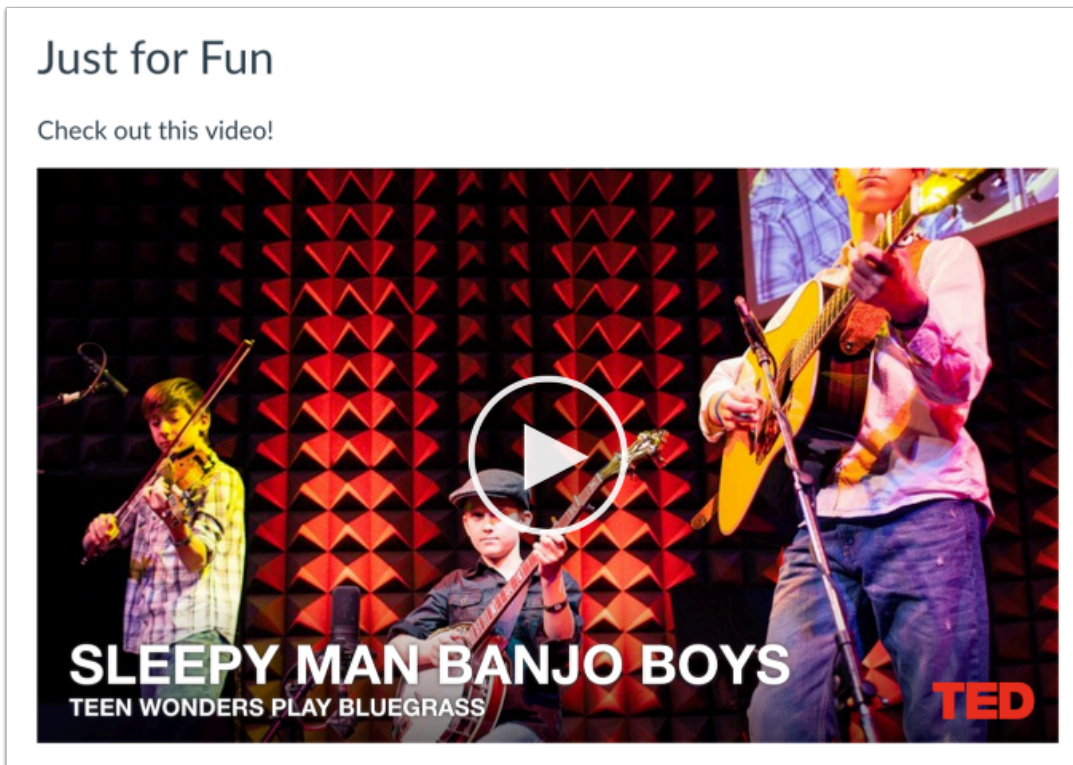 Just for Fun
Check out this video!
SLEEPY MAN BANJO BOYS
TEEN WONDERS PLAY BLUEGRASS
TED